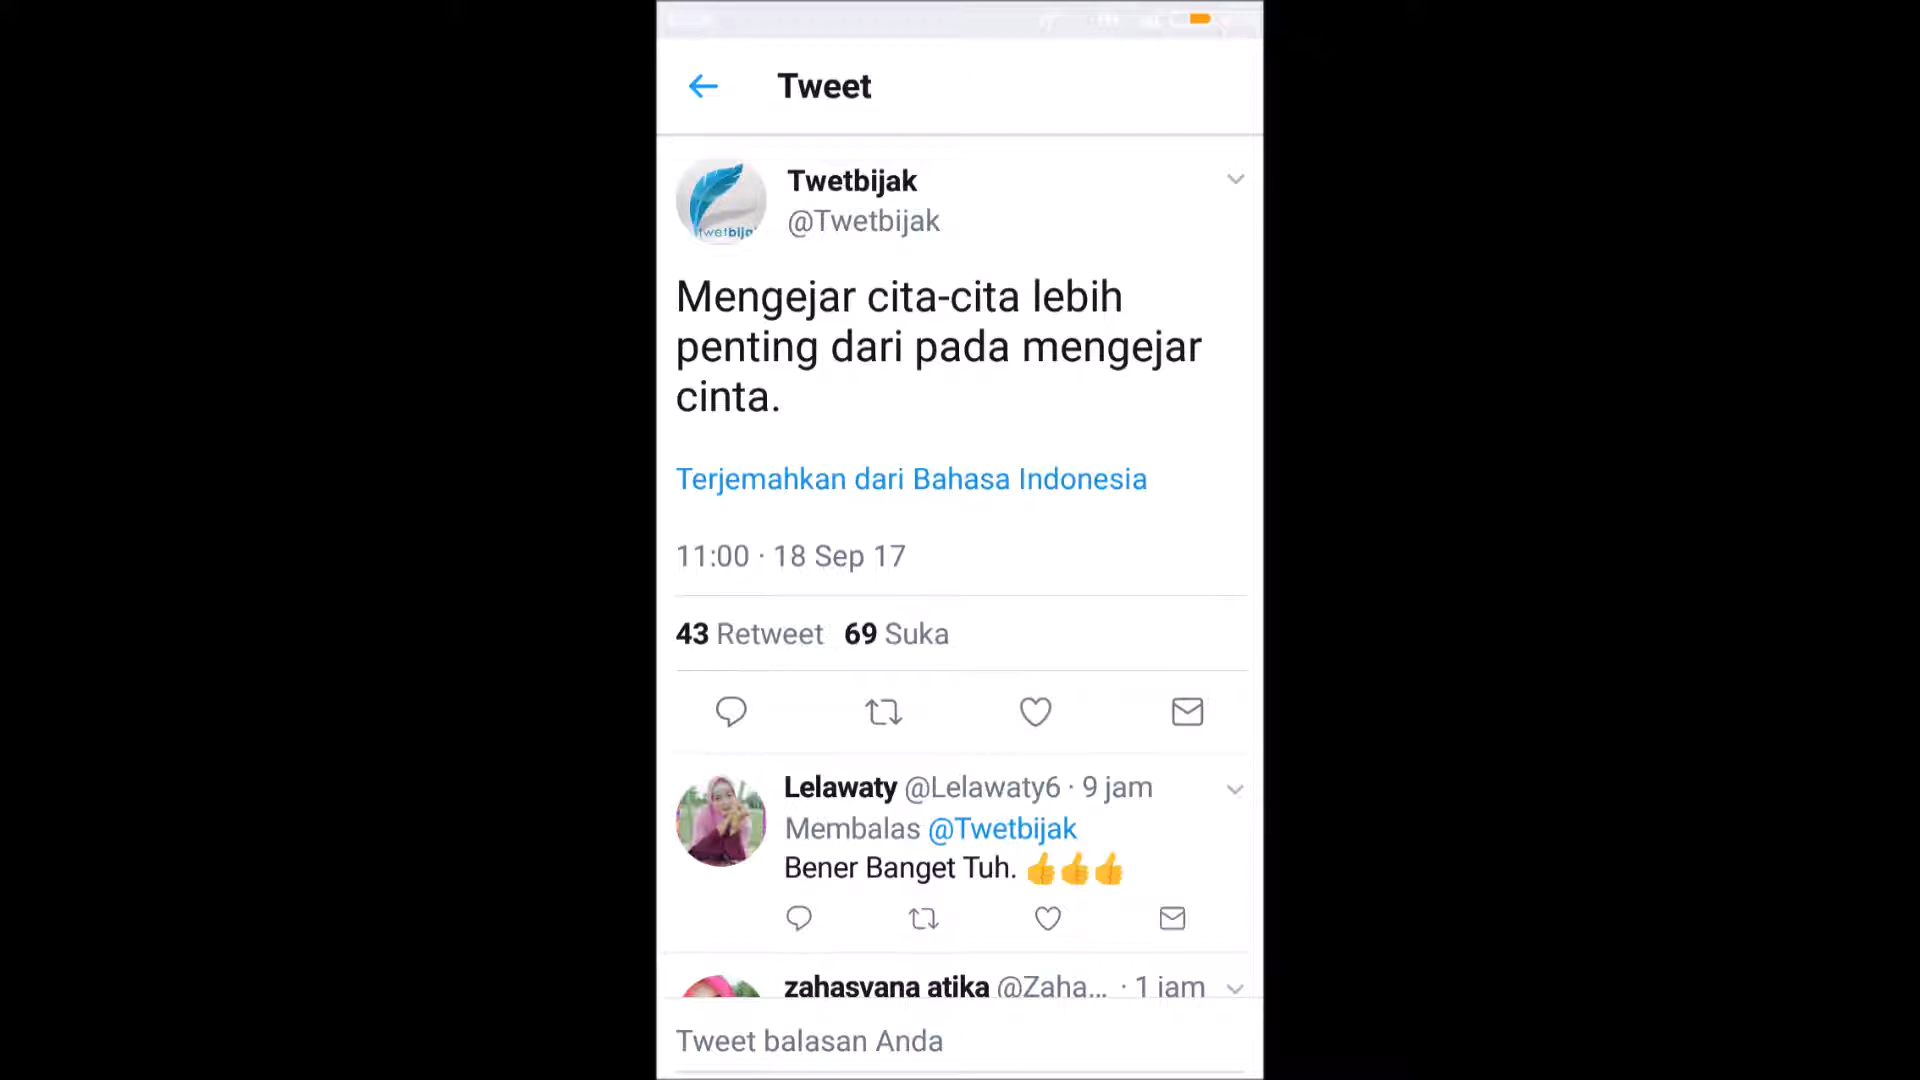 Tweet
Twetbijak
@Twetbijak
Mengejar cita-cita lebih
penting dari pada mengejar
cinta.
Terjemahkan dari Bahasa Indonesia
11:00 · 18 Sep 17
43 Retweet 69 Suka
Lelawaty @Lelawaty6 · 9 jam
Membalas @Twetbijak
Bener Banget Tuh. 👍👍👍
zahasvana atika @Zaha... · 1 jam
Tweet balasan Anda